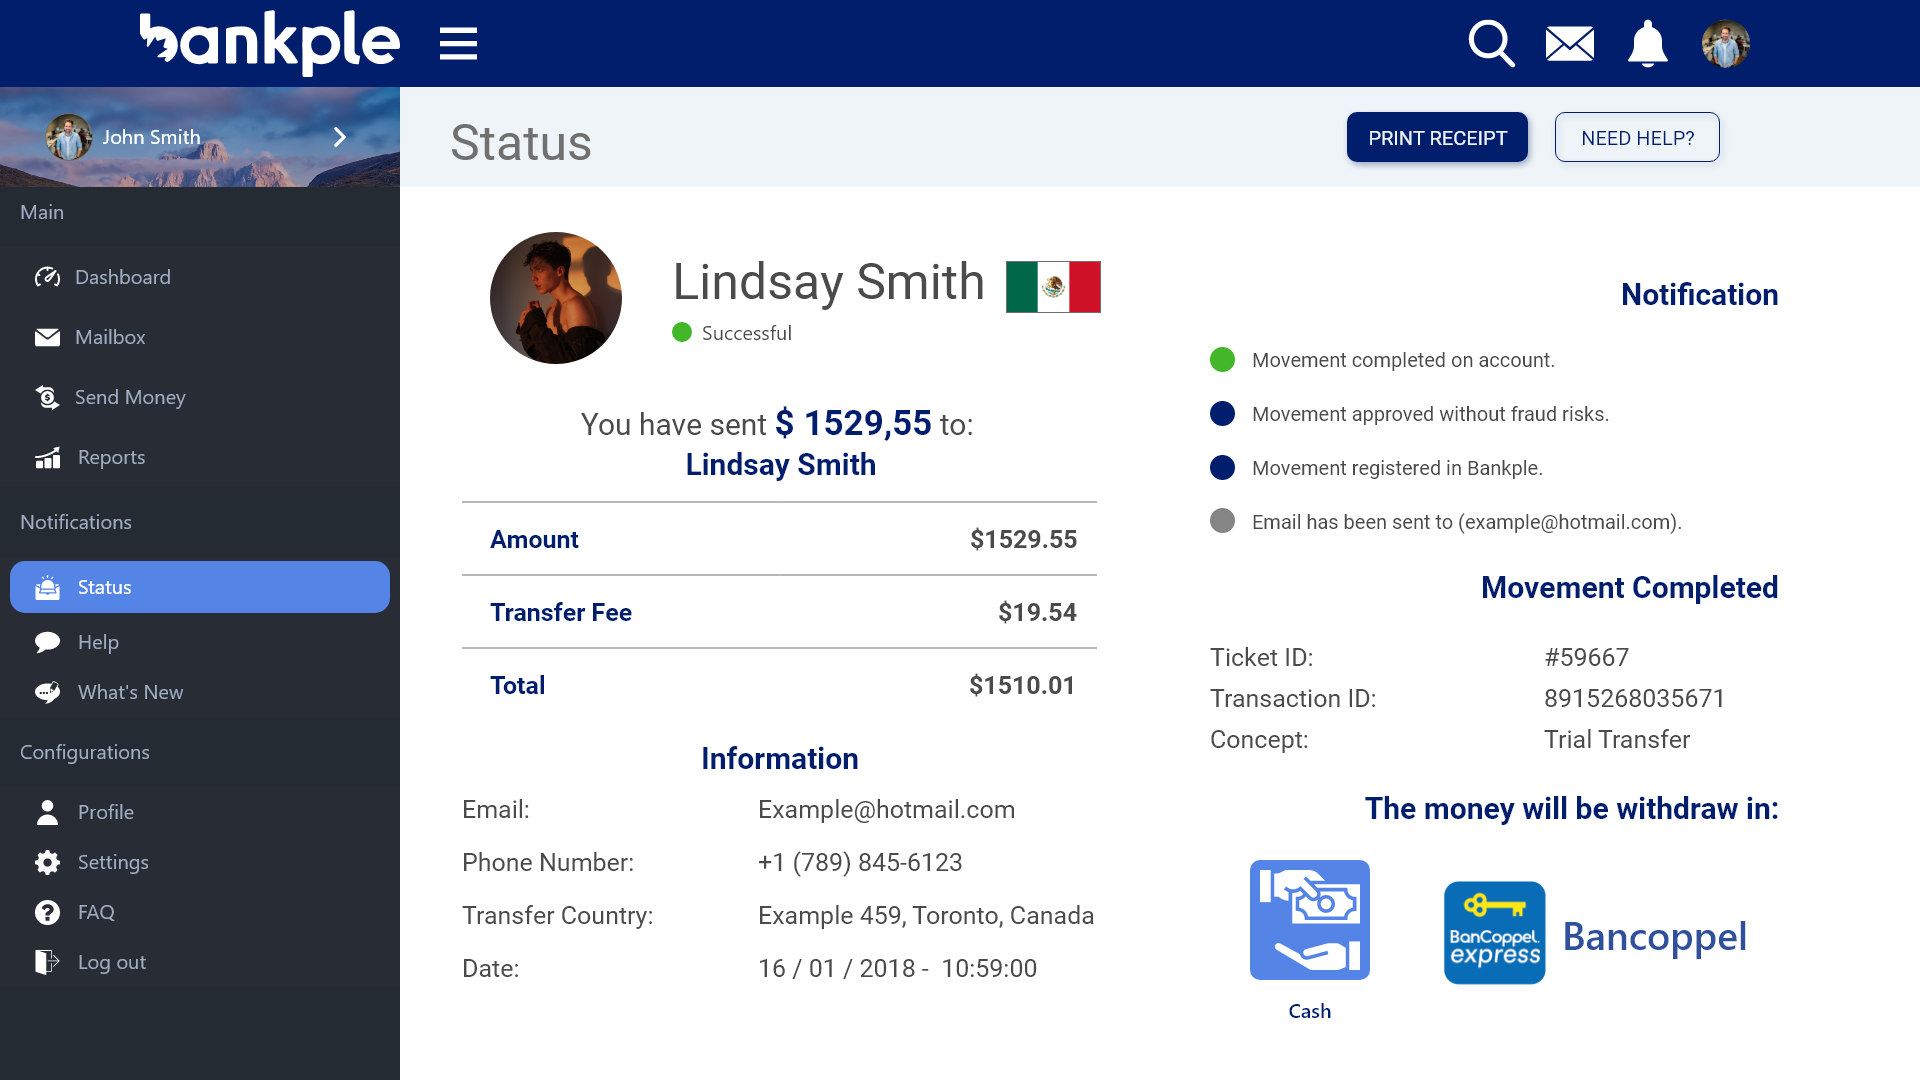 bankple
John Smith
Main
Dashboard
Mailbox
Send Money
Reports
Notifications
Status
Help
What's New
Configurations
Profile
Settings
FAQ
Log out
Status
PRINT RECEIPT
NEED HELP?
Lindsay Smith
Successful
You have sent $ 1529,55 to:
Lindsay Smith
Amount $1529.55
Transfer Fee $19.54
Total $1510.01
Information
Email: Example@hotmail.com
Phone Number: +1 (789) 845-6123
Transfer Country: Example 459, Toronto, Canada
Date: 16 / 01 / 2018 - 10:59:00
Notification
Movement completed on account.
Movement approved without fraud risks.
Movement registered in Bankple.
Email has been sent to (example@hotmail.com).
Movement Completed
Ticket ID: #59667
Transaction ID: 8915268035671
Concept: Trial Transfer
The money will be withdraw in:
Cash
BanCoppel
express
Bancoppel